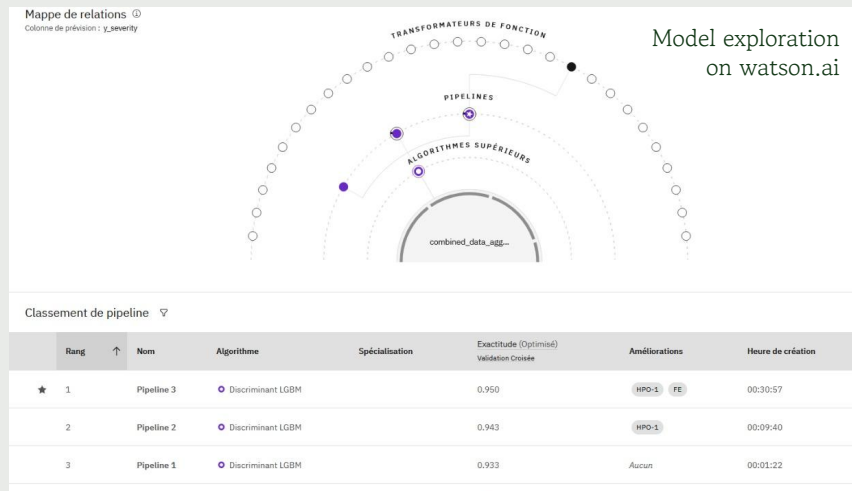 Mappe de relations
Colonne de prévision : y_severity
Model exploration
on watson.ai
TRANSFORMATEURS DE FONCTION
PIPELINES
ALGORITHMES SUPÉRIEURS
combined_data_agg...
Classement de pipeline
Rang ↑ Nom Algorithme Spécialisation Exactitude (Optimisé) Améliorations Heure de création
Validation Croisée
1 Pipeline 3 Discriminant LGBM 0.950 HPO-1 FE 00:30:57
2 Pipeline 2 Discriminant LGBM 0.943 HPO-1 00:09:40
3 Pipeline 1 Discriminant LGBM 0.933 Aucun 00:01:22